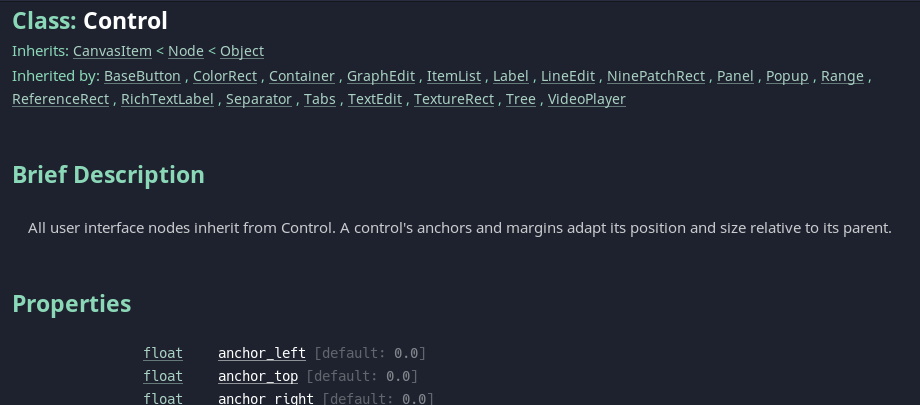 Class: Control
Inherits: CanvasItem < Node < Object
Inherited by: BaseButton , ColorRect , Container , GraphEdit , ItemList , Label , LineEdit , NinePatchRect , Panel , Popup , Range ,
ReferenceRect , RichTextLabel , Separator , Tabs , TextEdit , TextureRect , Tree , VideoPlayer
Brief Description
All user interface nodes inherit from Control. A control's anchors and margins adapt its position and size relative to its parent.
Properties
float anchor_left [default: 0.0]
float anchor_top [default: 0.0]
float anchor_right [default: 0.0]